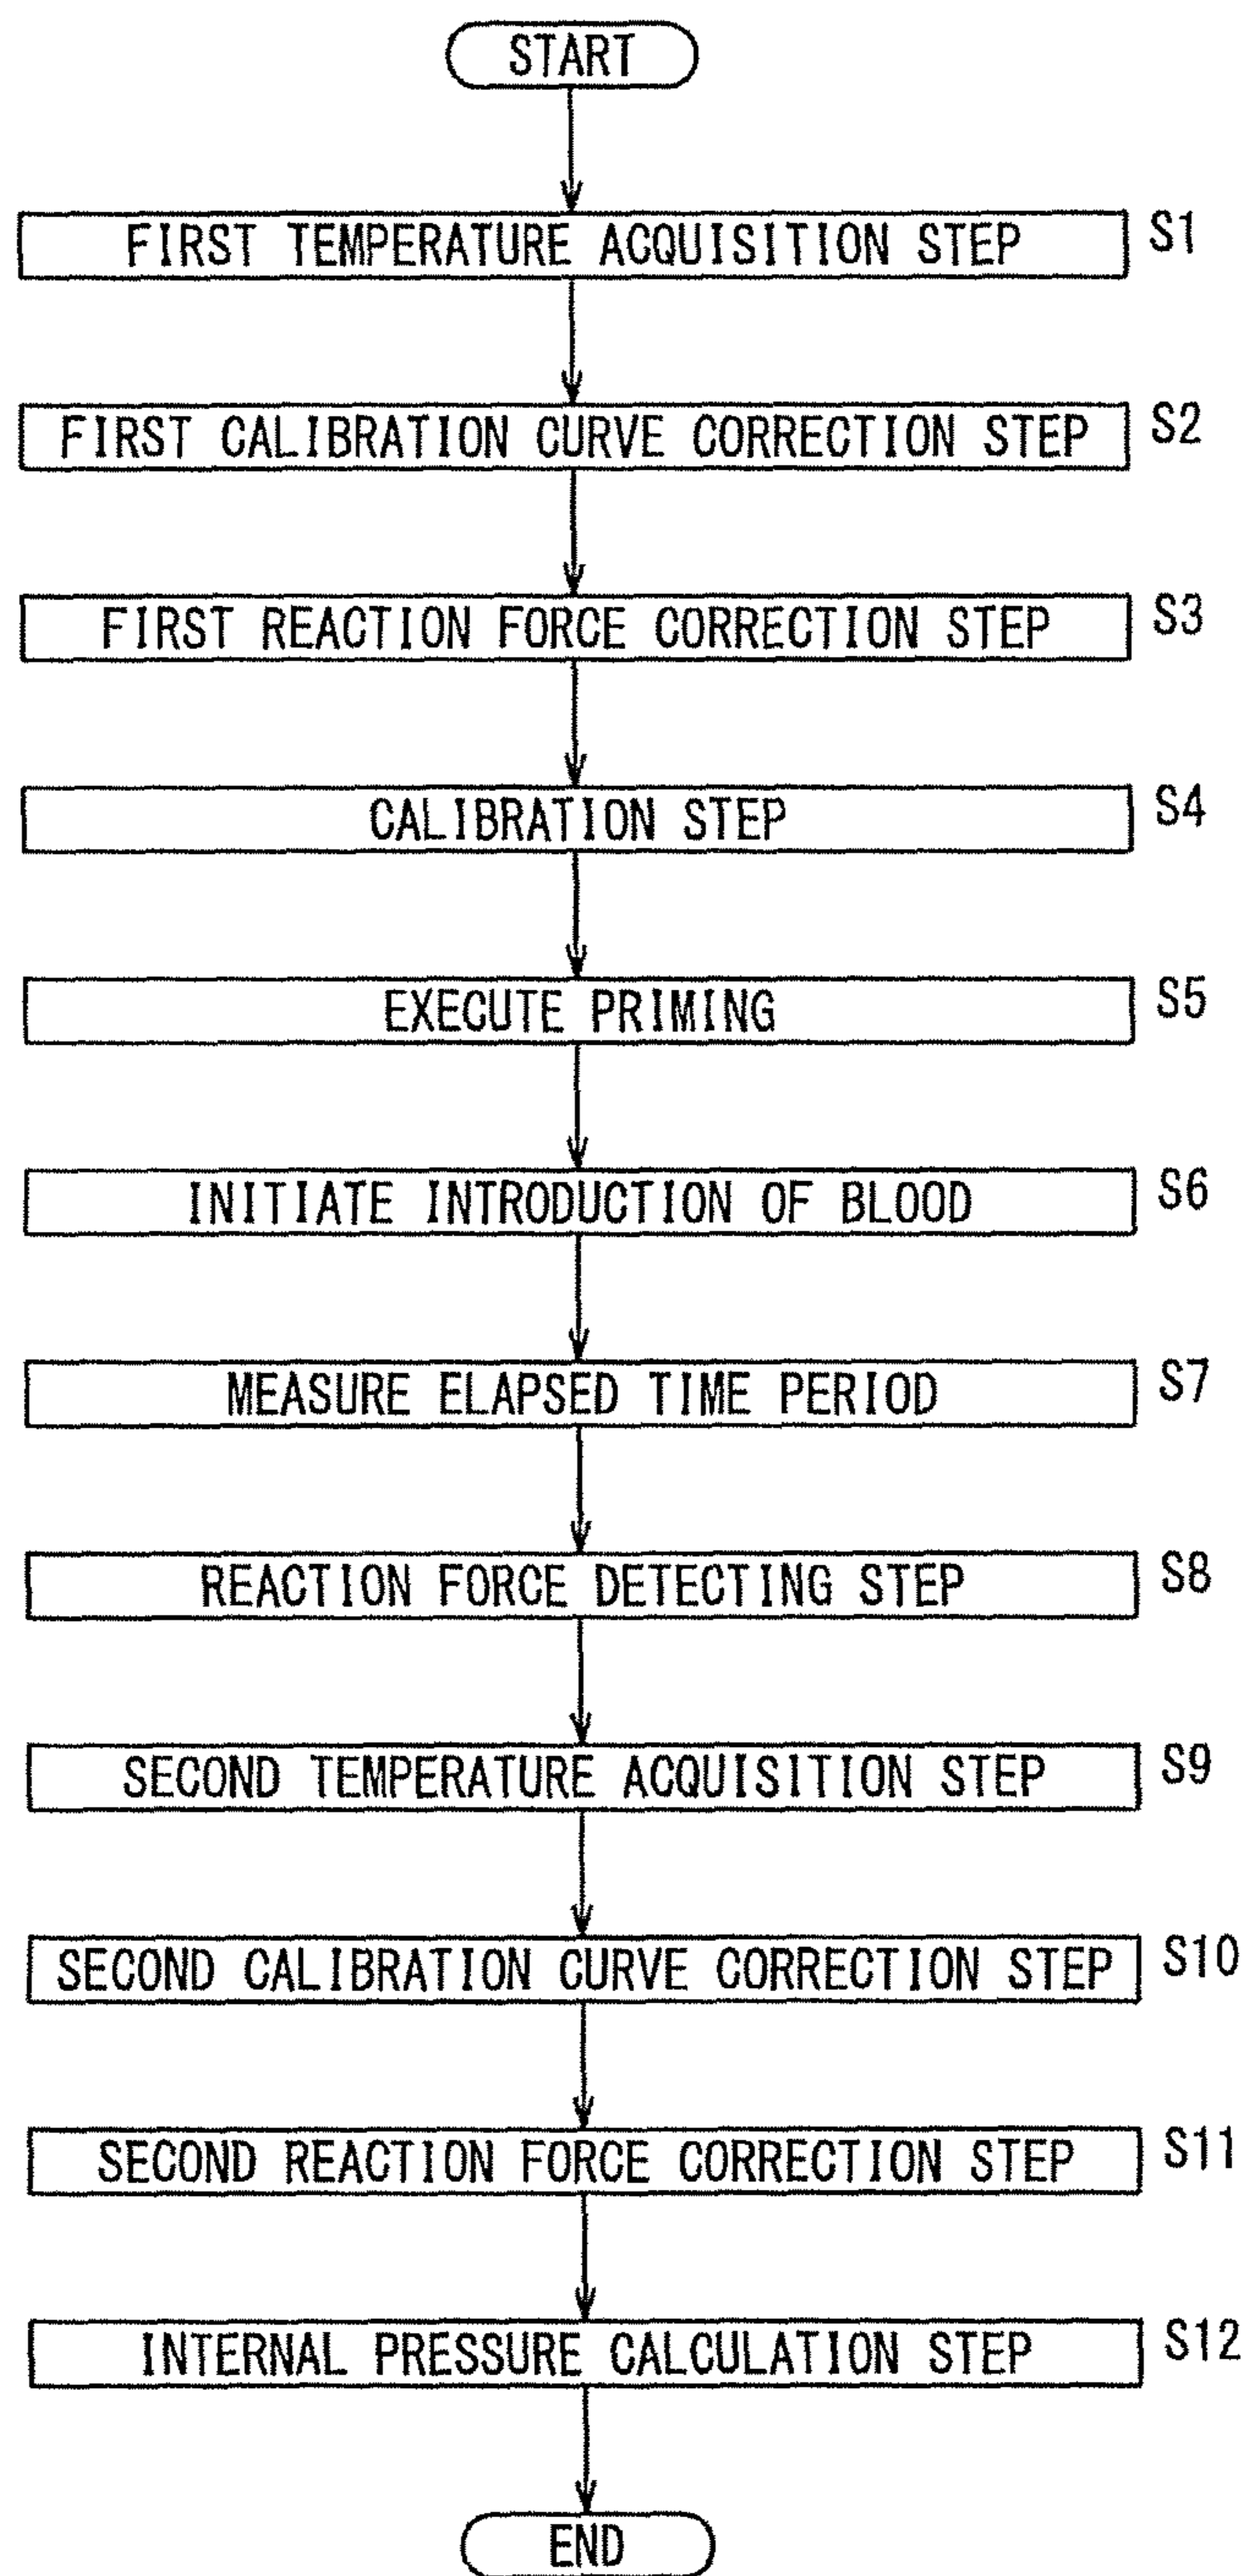 START
FIRST TEMPERATURE ACQUISITION STEP S1
FIRST CALIBRATION CURVE CORRECTION STEP S2
FIRST REACTION FORCE CORRECTION STEP S3
CALIBRATION STEP S4
EXECUTE PRIMING S5
INITIATE INTRODUCTION OF BLOOD S6
MEASURE ELAPSED TIME PERIOD S7
REACTION FORCE DETECTING STEP S8
SECOND TEMPERATURE ACQUISITION STEP S9
SECOND CALIBRATION CURVE CORRECTION STEP S10
SECOND REACTION FORCE CORRECTION STEP S11
INTERNAL PRESSURE CALCULATION STEP S12
END